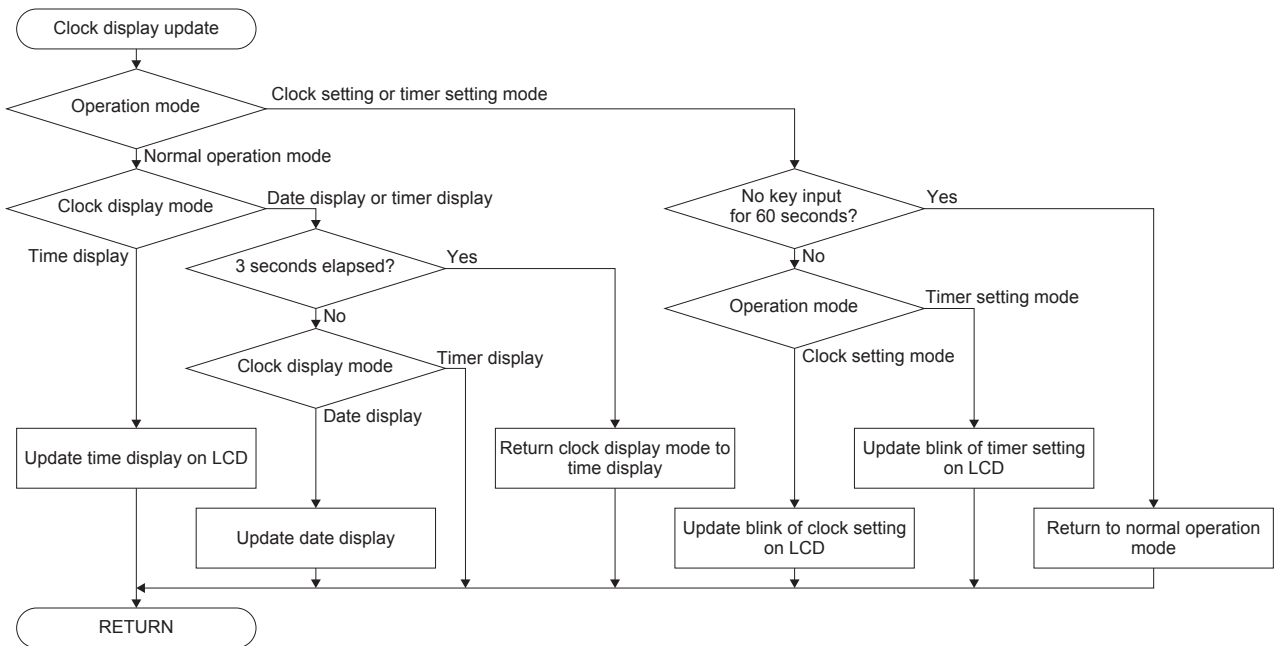 Clock display update
Operation mode
Clock setting or timer setting mode
Normal operation mode
Clock display mode
Date display or timer display
No key input
for 60 seconds?
Yes
Time display
3 seconds elapsed?
Yes
No
Operation mode
Timer setting mode
No
Clock display mode
Timer display
Clock setting mode
Date display
Update time display on LCD
Return clock display mode to
time display
Update blink of timer setting
on LCD
Update date display
Update blink of clock setting
on LCD
Return to normal operation
mode
RETURN